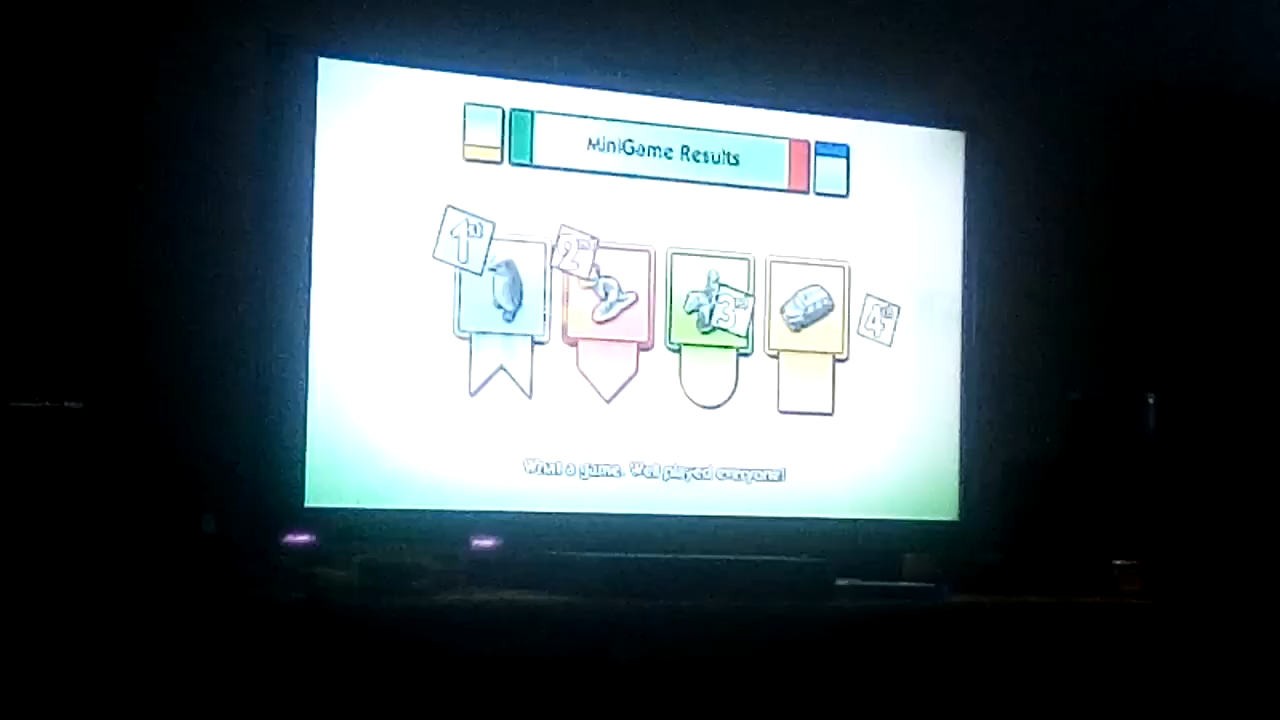 MiniGame Results
1st
2nd
3rd
4th
What a game. Well played everyone!